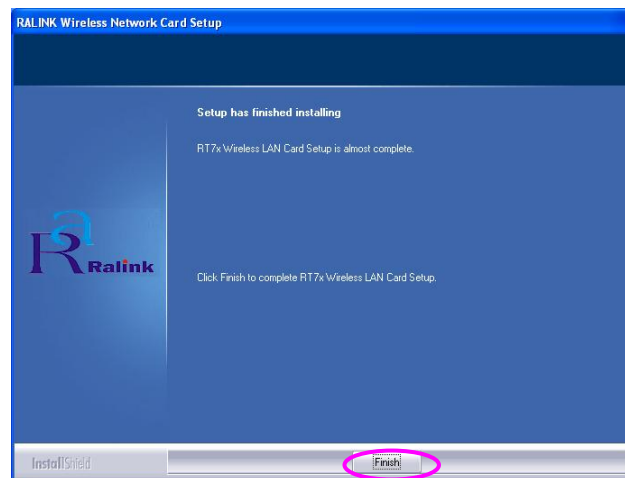 RALINK Wireless Network Card Setup
Setup has finished installing
RT7x Wireless LAN Card Setup is almost complete.
Ralink
Click Finish to complete RT7x Wireless LAN Card Setup.
InstallShield
Finish